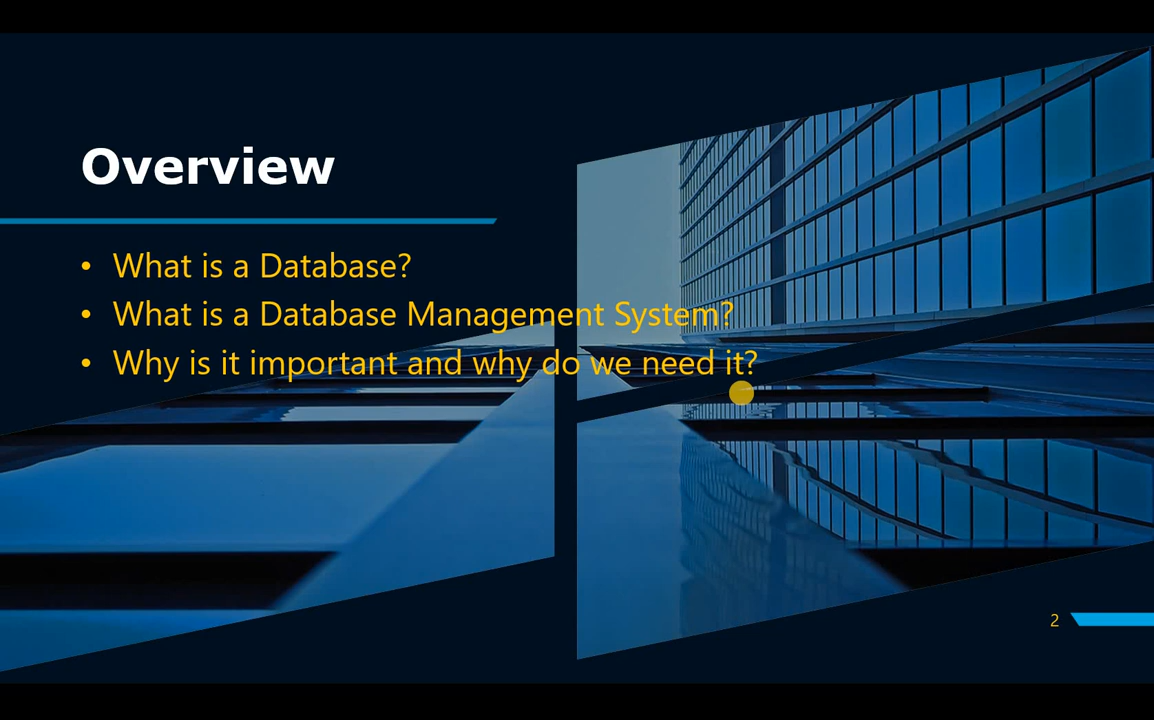 Overview
• What is a Database?
• What is a Database Management System?
• Why is it important and why do we need it?
2